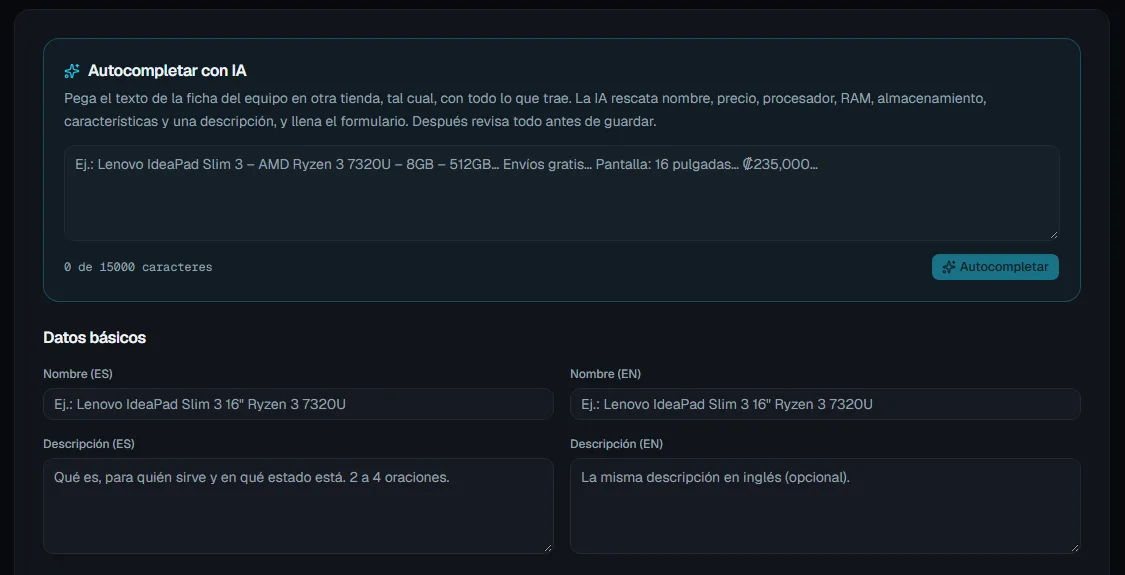 Autocompletar con IA
Pega el texto de la ficha del equipo en otra tienda, tal cual, con todo lo que trae. La IA rescata nombre, precio, procesador, RAM, almacenamiento,
características y una descripción, y llena el formulario. Después revisa todo antes de guardar.
Ej.: Lenovo IdeaPad Slim 3 – AMD Ryzen 3 7320U – 8GB – 512GB... Envíos gratis... Pantalla: 16 pulgadas... ₡235,000...
0 de 15000 caracteres
Autocompletar
Datos básicos
Nombre (ES)
Nombre (EN)
Ej.: Lenovo IdeaPad Slim 3 16" Ryzen 3 7320U
Ej.: Lenovo IdeaPad Slim 3 16" Ryzen 3 7320U
Descripción (ES)
Descripción (EN)
Qué es, para quién sirve y en qué estado está. 2 a 4 oraciones.
La misma descripción en inglés (opcional).